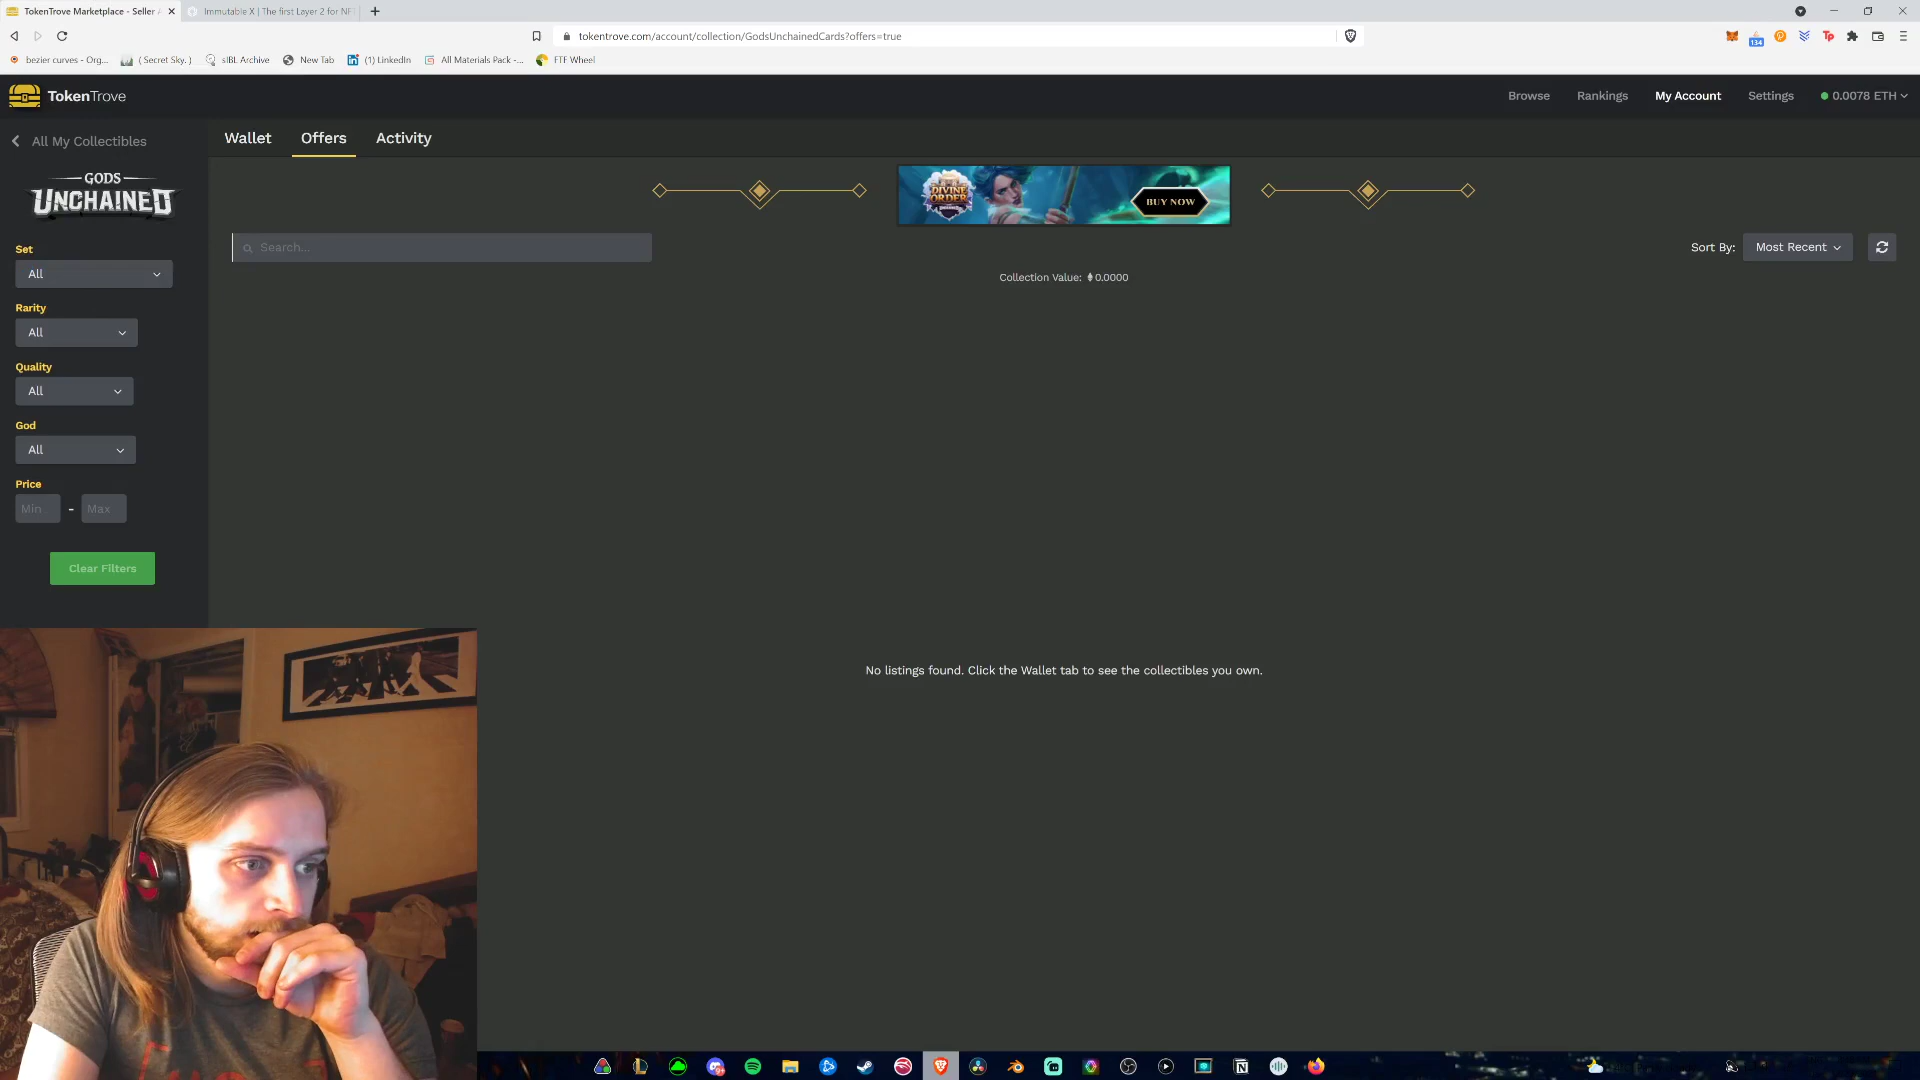 TokenTrove Marketplace - Seller A
Immutable X | The first Layer 2 for NFT
tokentrove.com/account/collection/GodsUnchainedCards?offers=true
134
bezier curves - Org...
( Secret Sky. )
sIBL Archive
New Tab
(1) LinkedIn
All Materials Pack -...
FTF Wheel
TokenTrove
Browse
Rankings
My Account
Settings
0.0078 ETH
All My Collectibles
Wallet
Offers
Activity
GODS
UNCHAINED
DIVINE
ORDER
BUY NOW
Search...
Sort By:
Most Recent
Collection Value: 0.0000
Set
All
Rarity
All
Quality
All
God
All
Price
Min
-
Max
Clear Filters
No listings found. Click the Wallet tab to see the collectibles you own.